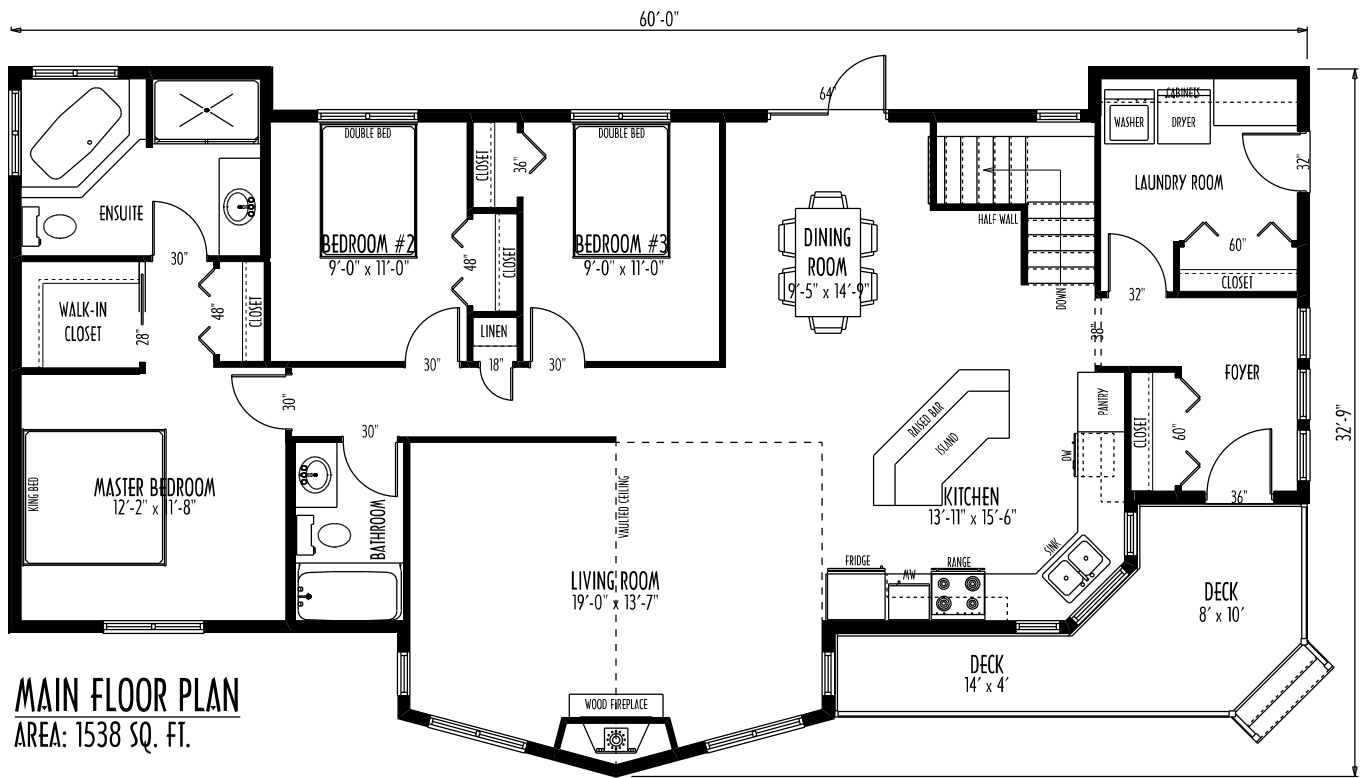 60'-0"
64"
CABINETS
WASHER
DRYER
DOUBLE BED
DOUBLE BED
CLOSET
36"
32"
LAUNDRY ROOM
ENSUITE
HALF WALL
BEDROOM #2
9'-0" x 11'-0"
BEDROOM #3
9'-0" x 11'-0"
DINING
ROOM
9'-5" x 14'-9"
30"
48"
CLOSET
60"
CLOSET
WALK-IN
CLOSET
28"
48"
CLOSET
LINEN
DOWN
32"
38"
30"
18"
30"
FOYER
30"
RAISED BAR
ISLAND
PANTRY
CLOSET
60"
32'-9"
30"
DW
KING BED
MASTER BEDROOM
12'-2" x 11'-8"
BATHROOM
VAULTED CEILING
KITCHEN
13'-11" x 15'-6"
36"
LIVING ROOM
19'-0" x 13'-7"
FRIDGE
MW
RANGE
SINK
DECK
8' x 10'
DECK
14' x 4'
WOOD FIREPLACE
MAIN FLOOR PLAN
AREA: 1538 SQ. FT.